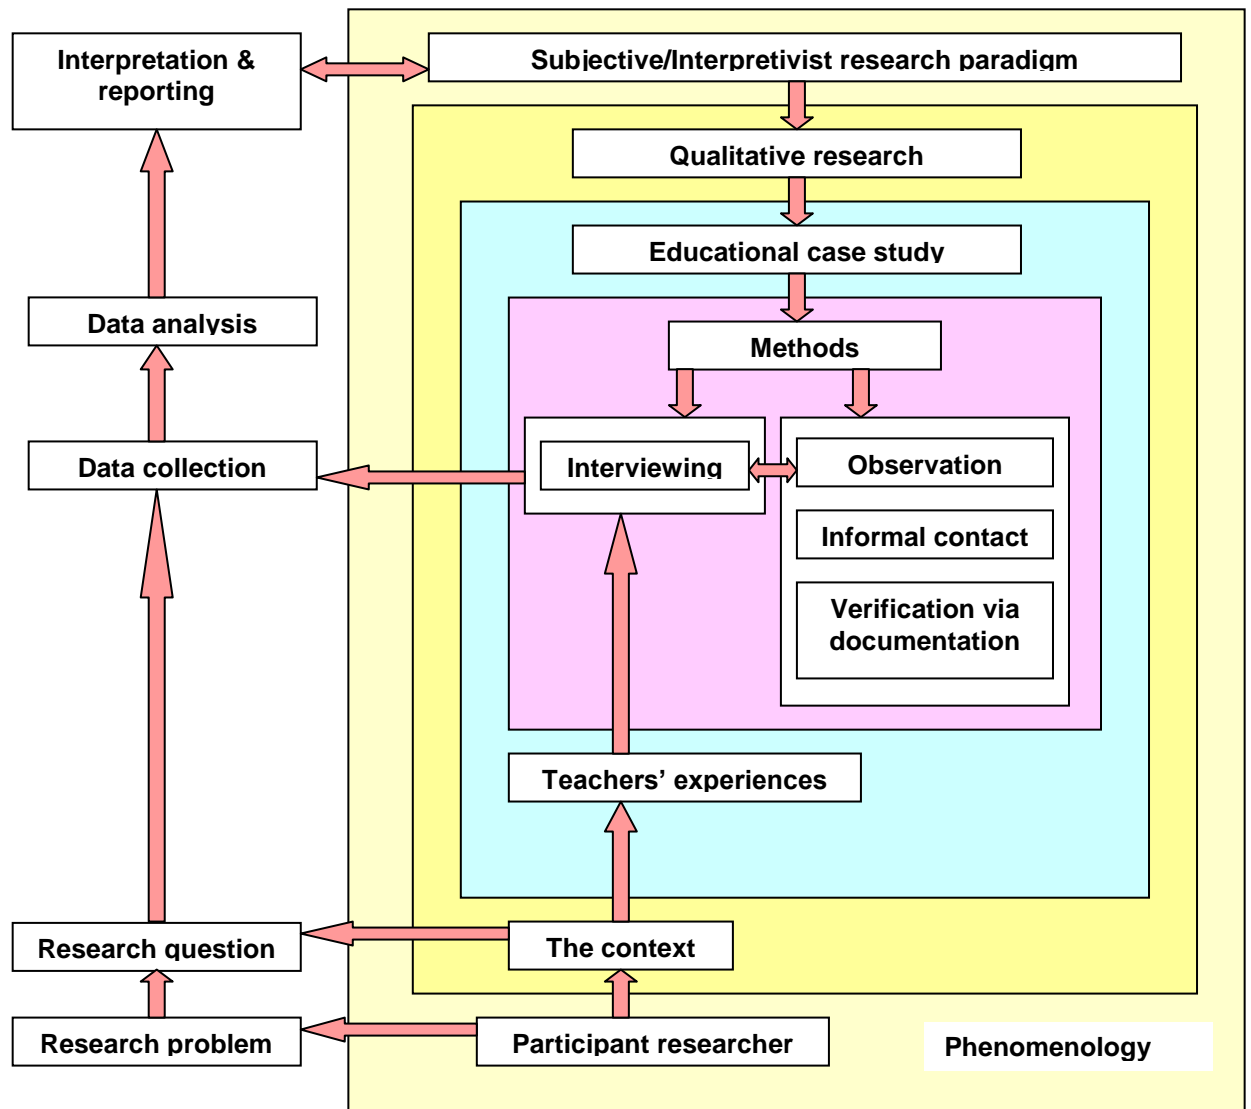 Interpretation &
reporting
Subjective/Interpretivist research paradigm
Qualitative research
Educational case study
Data analysis
Methods
Data collection
Interviewing
Observation
Informal contact
Verification via
documentation
Teachers’ experiences
Research question
The context
Research problem
Participant researcher
Phenomenology